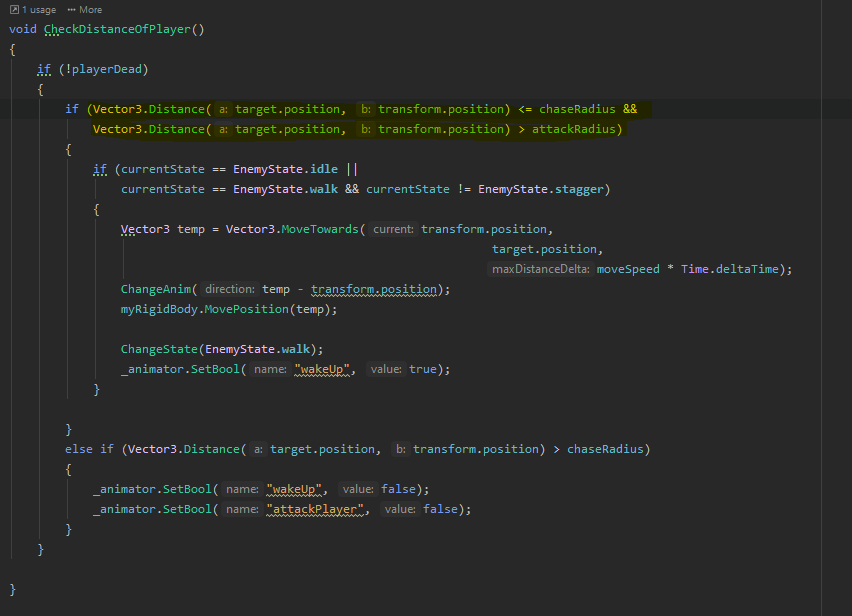 1 usage ··· More
void CheckDistanceOfPlayer()
{
if (!playerDead)
{
if (Vector3.Distance( a: target.position, b: transform.position) <= chaseRadius &&
Vector3.Distance( a: target.position, b: transform.position) > attackRadius)
{
if (currentState == EnemyState.idle ||
currentState == EnemyState.walk && currentState != EnemyState.stagger)
{
Vector3 temp = Vector3.MoveTowards( current: transform.position,
target.position,
maxDistanceDelta: moveSpeed * Time.deltaTime);
ChangeAnim( direction: temp - transform.position);
myRigidBody.MovePosition(temp);
ChangeState(EnemyState.walk);
_animator.SetBool( name: "wakeUp", value: true);
}
}
else if (Vector3.Distance( a: target.position, b: transform.position) > chaseRadius)
{
_animator.SetBool( name: "wakeUp", value: false);
_animator.SetBool( name: "attackPlayer", value: false);
}
}
}